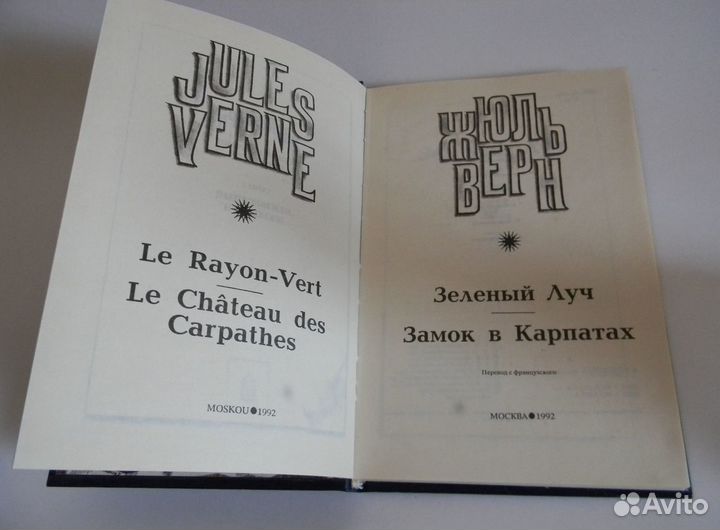 JULES
VERNE
Le Rayon-Vert
Le Château des
Carpathes
MOSKOU●1992
ЖЮЛЬ
ВЕРН
Зеленый Луч
Замок в Карпатах
Перевод с французского
МОСКВА●1992
Avito